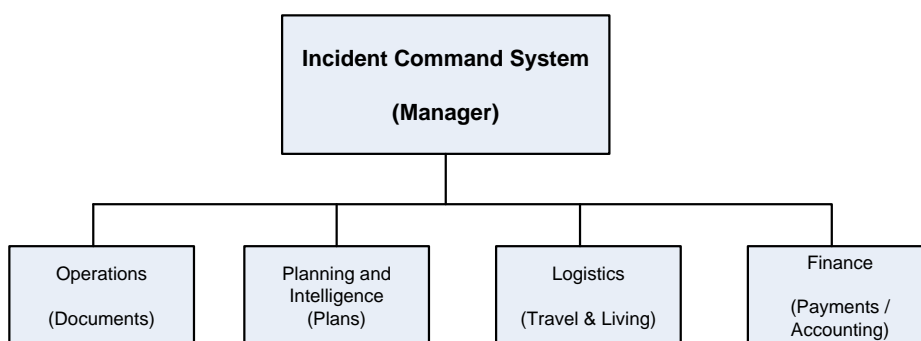 Incident Command System
(Manager)
Operations
(Documents)
Planning and
Intelligence
(Plans)
Logistics
(Travel & Living)
Finance
(Payments /
Accounting)